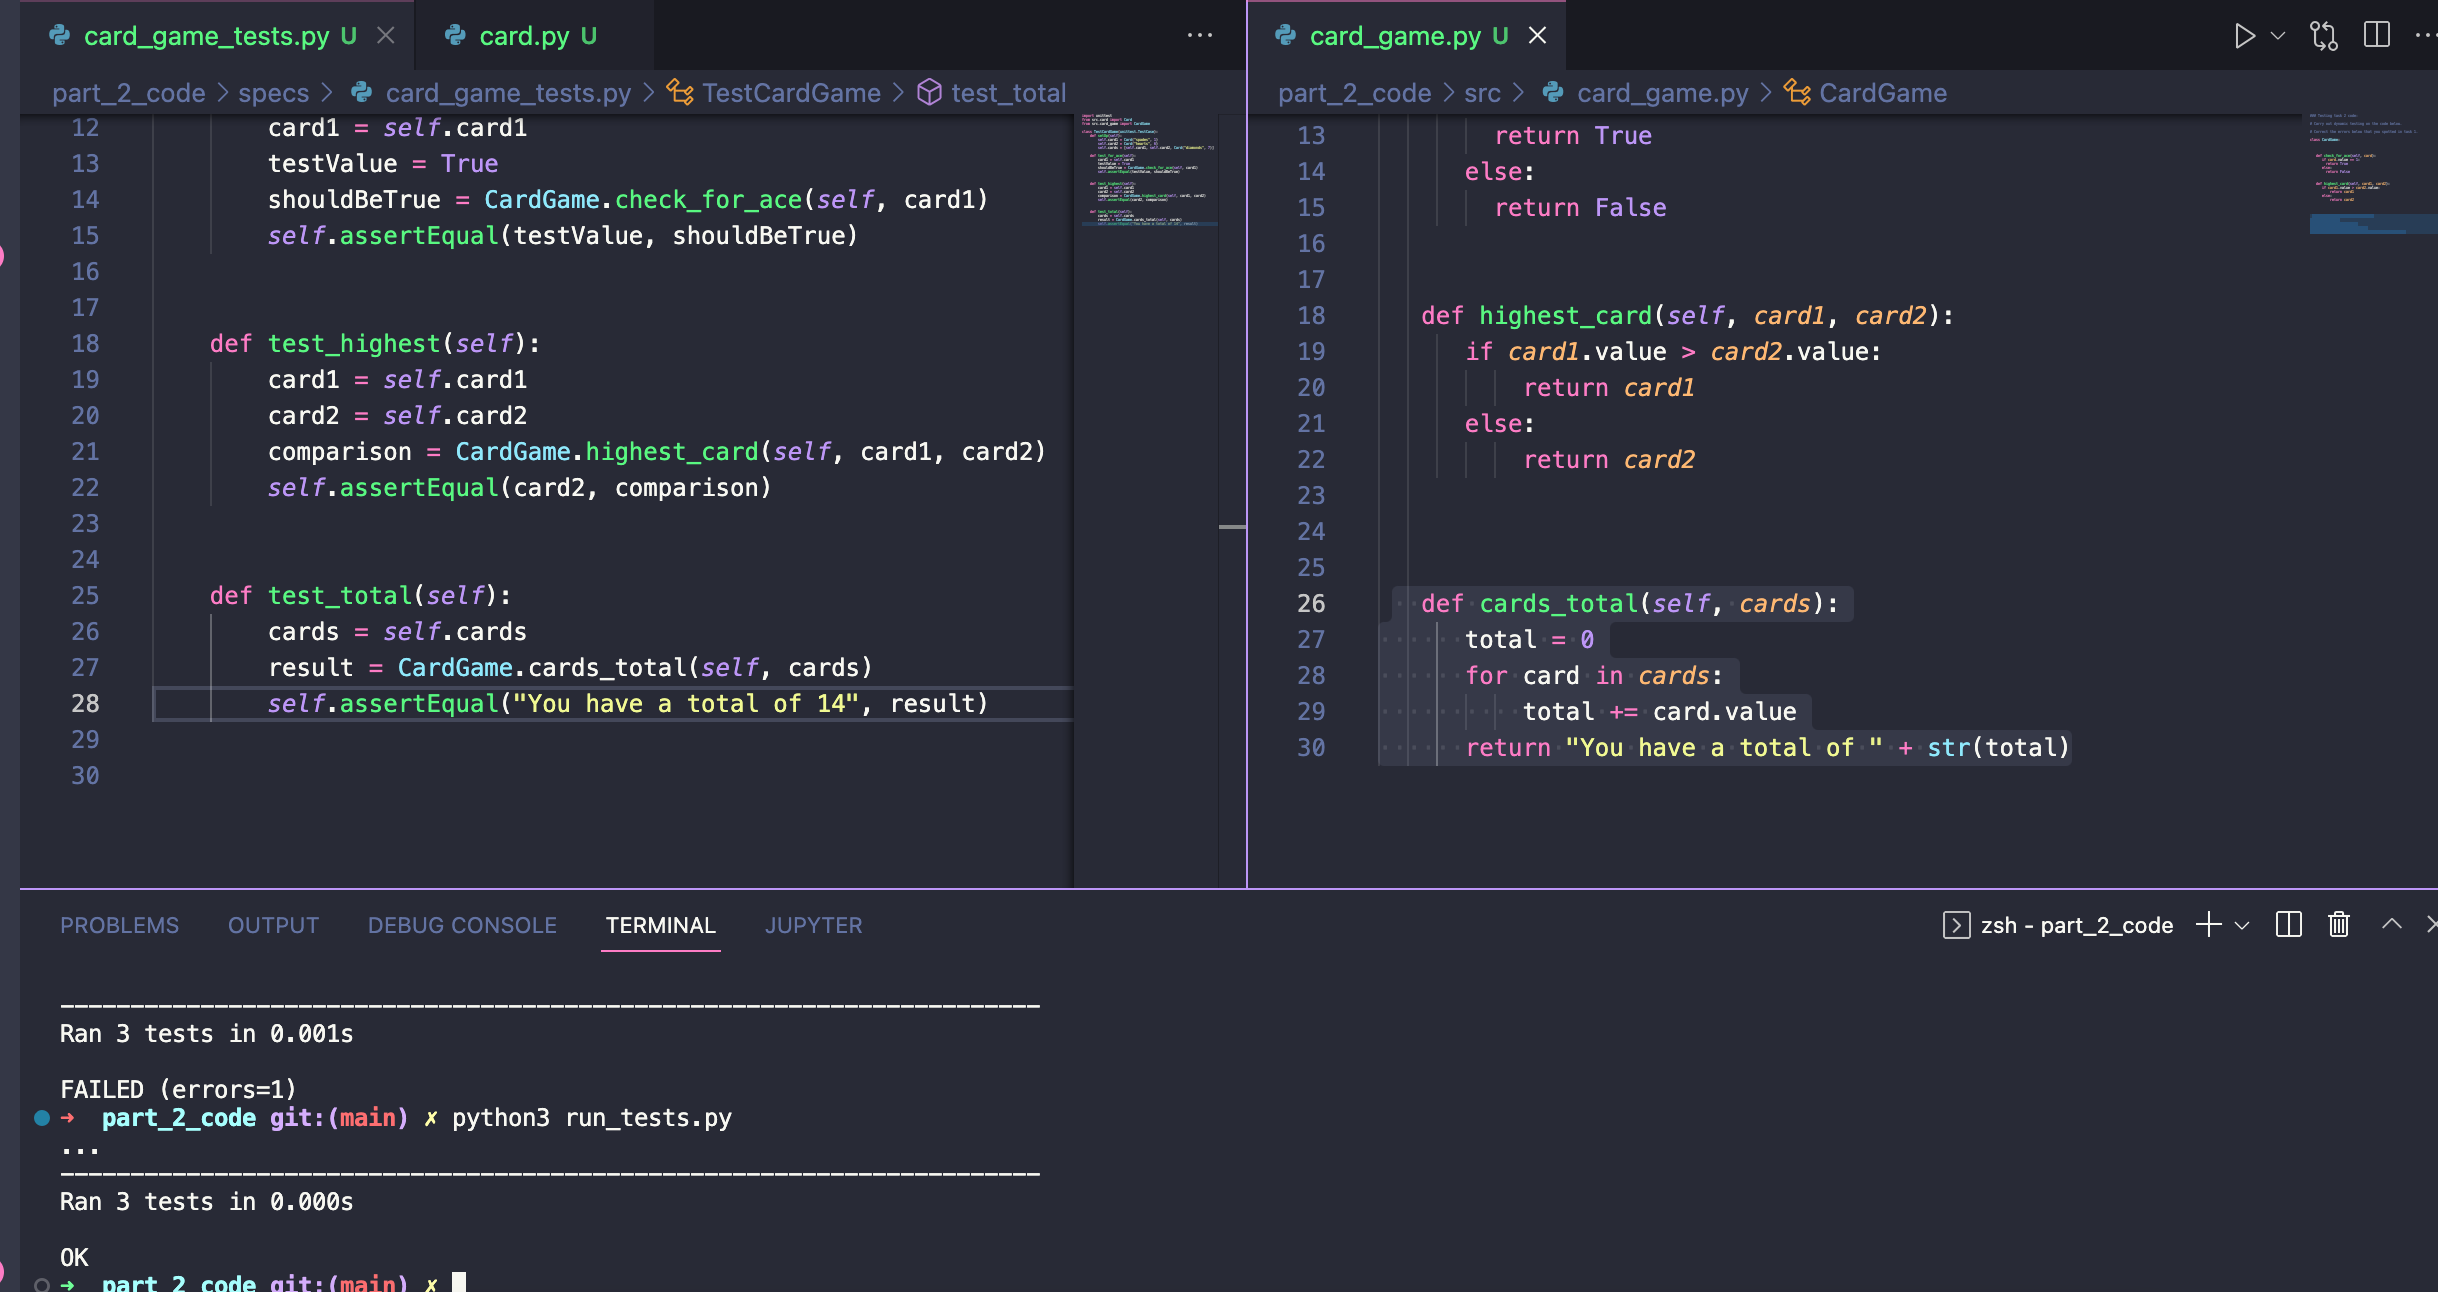 card_game_tests.py U
card.py U
part_2_code > specs > card_game_tests.py > TestCardGame > test_total
12 card1 = self.card1
13 testValue = True
14 shouldBeTrue = CardGame.check_for_ace(self, card1)
15 self.assertEqual(testValue, shouldBeTrue)
16
17
18 def test_highest(self):
19 card1 = self.card1
20 card2 = self.card2
21 comparison = CardGame.highest_card(self, card1, card2)
22 self.assertEqual(card2, comparison)
23
24
25 def test_total(self):
26 cards = self.cards
27 result = CardGame.cards_total(self, cards)
28 self.assertEqual("You have a total of 14", result)
29
30
card_game.py U
part_2_code > src > card_game.py > CardGame
13 return True
14 else:
15 return False
16
17
18 def highest_card(self, card1, card2):
19 if card1.value > card2.value:
20 return card1
21 else:
22 return card2
23
24
25
26 def cards_total(self, cards):
27 total = 0
28 for card in cards:
29 total += card.value
30 return "You have a total of " + str(total)
PROBLEMS OUTPUT DEBUG CONSOLE TERMINAL JUPYTER
zsh - part_2_code
----------------------------------------------------------------------
Ran 3 tests in 0.001s
FAILED (errors=1)
➜ part_2_code git:(main) ✗ python3 run_tests.py
...
----------------------------------------------------------------------
Ran 3 tests in 0.000s
OK
➜ part_2_code git:(main) ✗